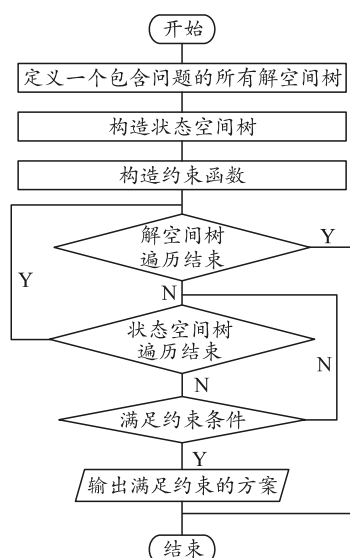 开始
定义一个包含问题的所有解空间树
构造状态空间树
构造约束函数
解空间树
遍历结束
Y
Y
N
状态空间树
遍历结束
N
N
满足约束条件
Y
输出满足约束的方案
结束